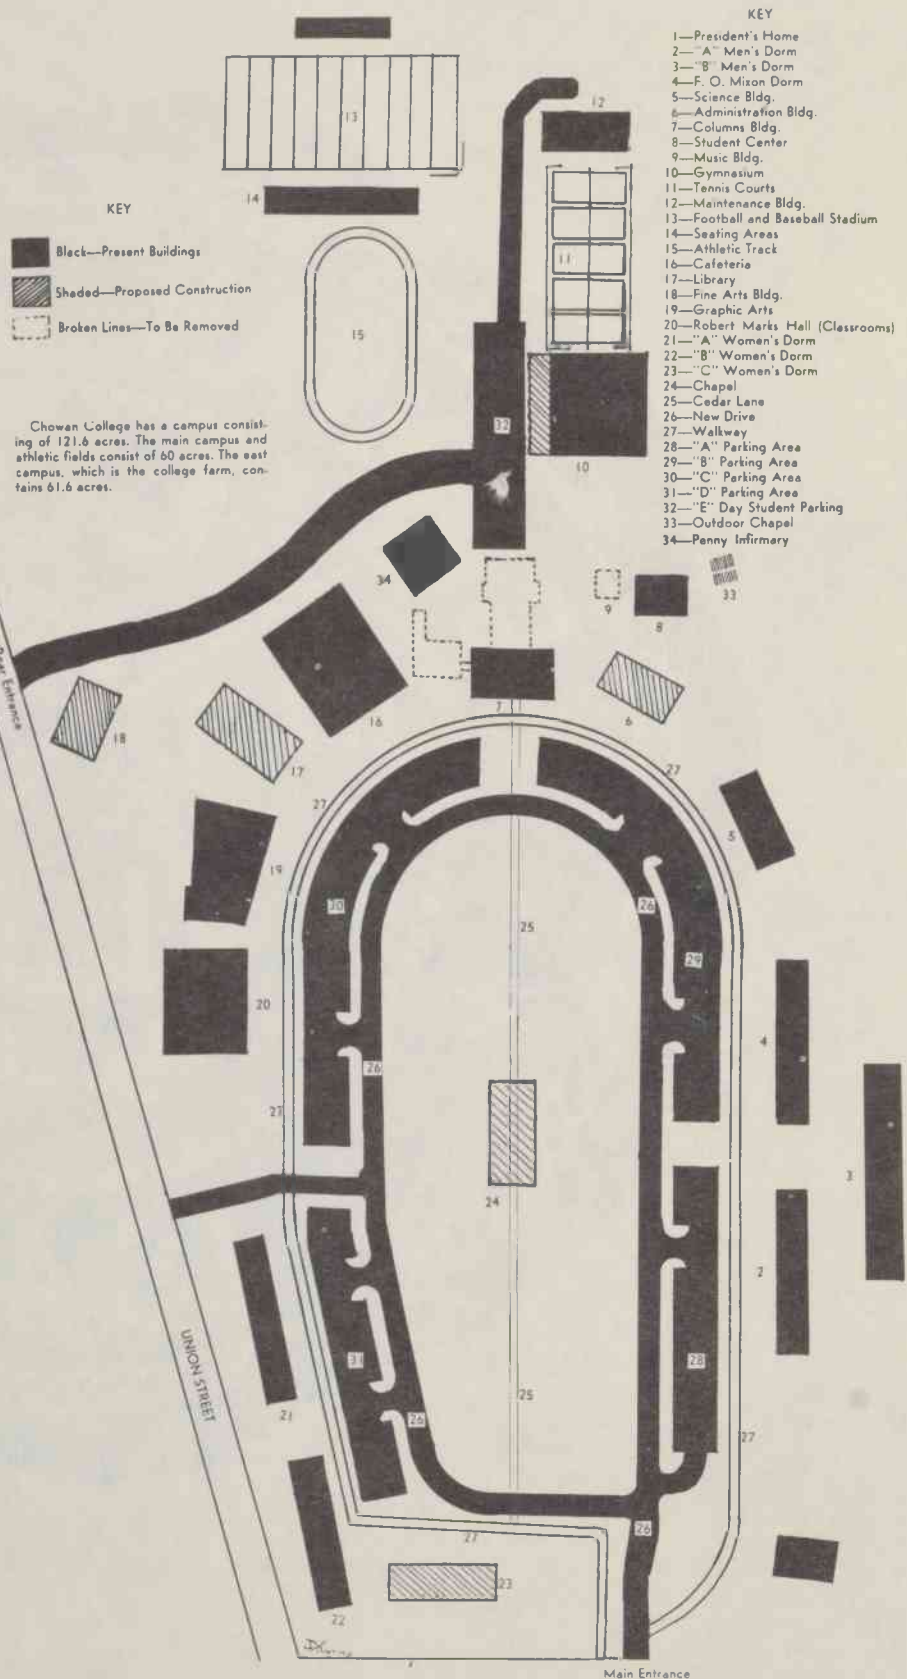 KEY
1—President's Home
2—"A" Men's Dorm
3—"B" Men's Dorm
4—F. O. Mixon Dorm
5—Science Bldg.
6—Administration Bldg.
7—Columns Bldg.
8—Student Center
9—Music Bldg.
10—Gymnasium
11—Tennis Courts
12—Maintenance Bldg.
13—Football and Baseball Stadium
14—Seating Areas
15—Athletic Track
16—Cafeteria
17—Library
18—Fine Arts Bldg.
19—Graphic Arts
20—Robert Marks Hall (Classrooms)
21—"A" Women's Dorm
22—"B" Women's Dorm
23—"C" Women's Dorm
24—Chapel
25—Cedar Lane
26—New Drive
27—Walkway
28—"A" Parking Area
29—"B" Parking Area
30—"C" Parking Area
31—"D" Parking Area
32—"E" Day Student Parking
33—Outdoor Chapel
34—Penny Infirmary
KEY
Black—Present Buildings
Shaded—Proposed Construction
Broken Lines—To Be Removed
Chowan College has a campus consist-
ing of 121.6 acres. The main campus and
athletic fields consist of 60 acres. The east
campus, which is the college farm, con-
tains 61.6 acres.
12
13
14
11
15
32
10
34
9
8
33
Rear Entrance
7
6
16
18
17
27
27
5
19
30
26
25
29
20
4
26
27
24
3
2
UNION STREET
31
28
21
26
25
27
26
27
23
22
Main Entrance